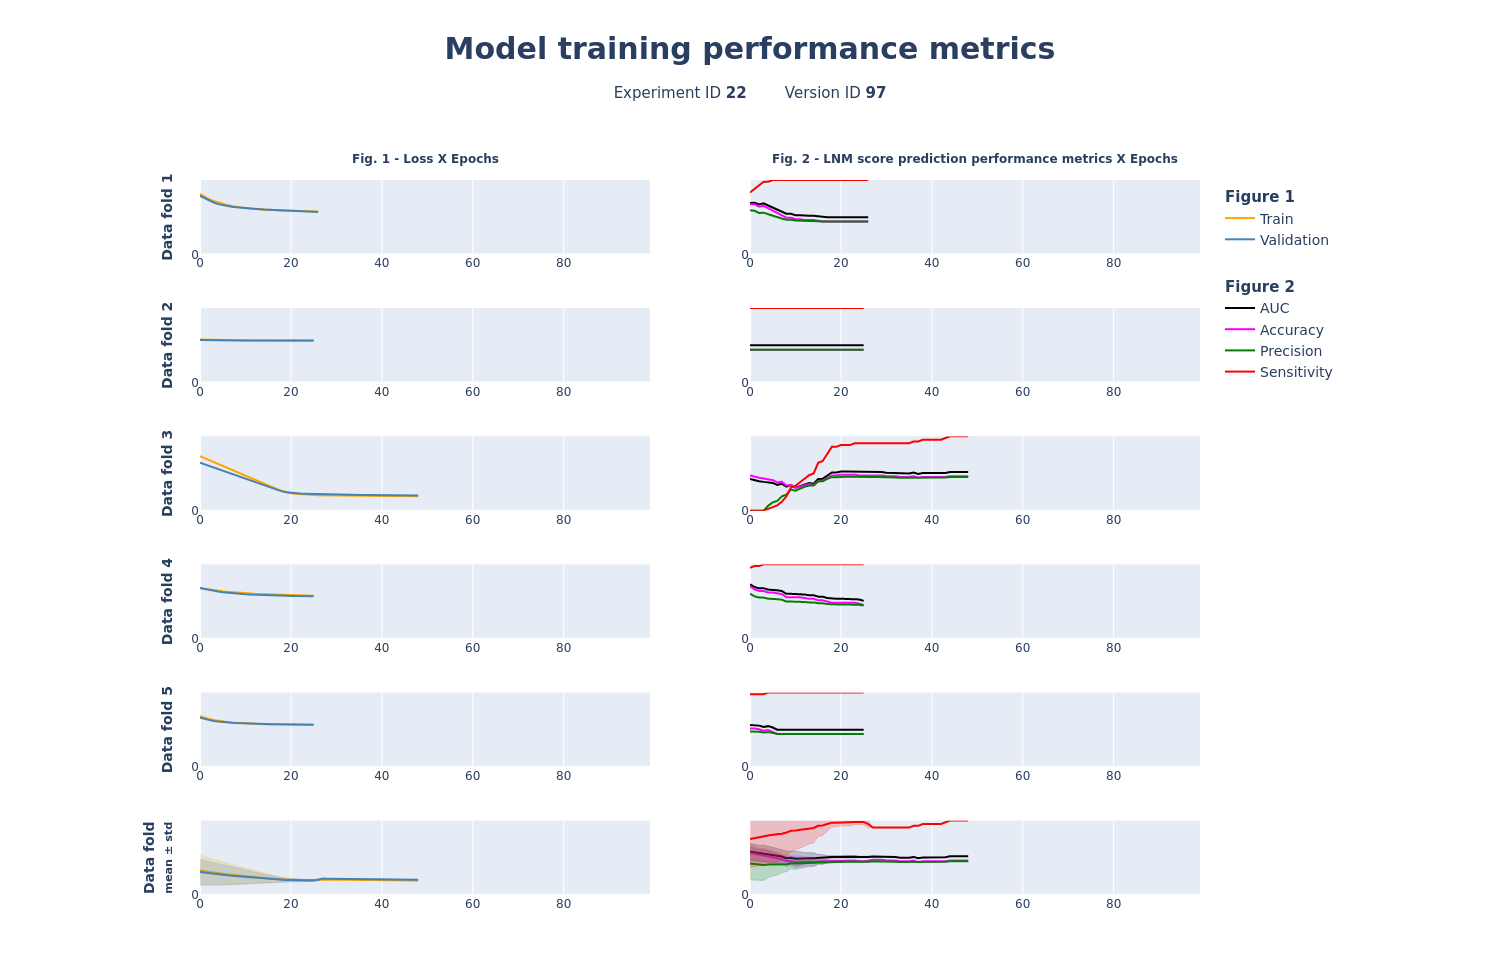 Model training performance metrics
Experiment ID 22 Version ID 97
Fig. 1 - Loss X Epochs
Fig. 2 - LNM score prediction performance metrics X Epochs
Data fold 1
0
0 20 40 60 80
0
0 20 40 60 80
Figure 1
Train
Validation
Figure 2
AUC
Accuracy
Precision
Sensitivity
Data fold 2
0
0 20 40 60 80
0
0 20 40 60 80
Data fold 3
0
0 20 40 60 80
0
0 20 40 60 80
Data fold 4
0
0 20 40 60 80
0
0 20 40 60 80
Data fold 5
0
0 20 40 60 80
0
0 20 40 60 80
Data fold
mean ± std
0
0 20 40 60 80
0
0 20 40 60 80